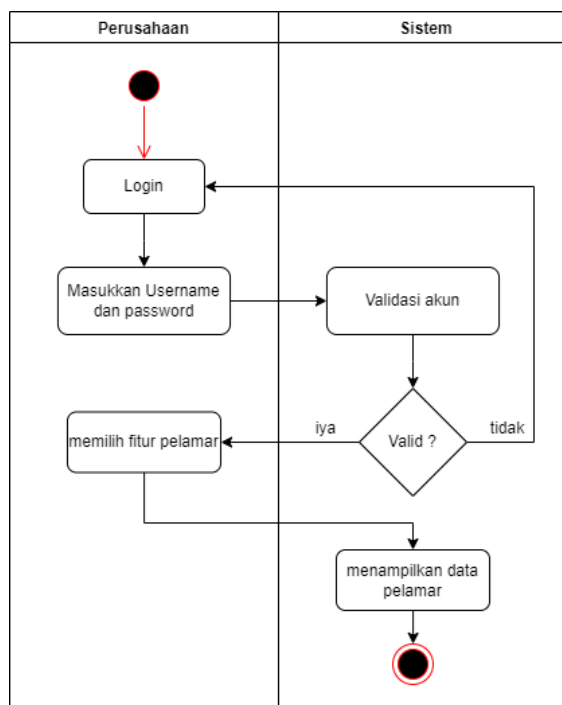 Perusahaan
Sistem
Login
Masukkan Username
dan password
Validasi akun
memilih fitur pelamar
iya
Valid ?
tidak
menampilkan data
pelamar